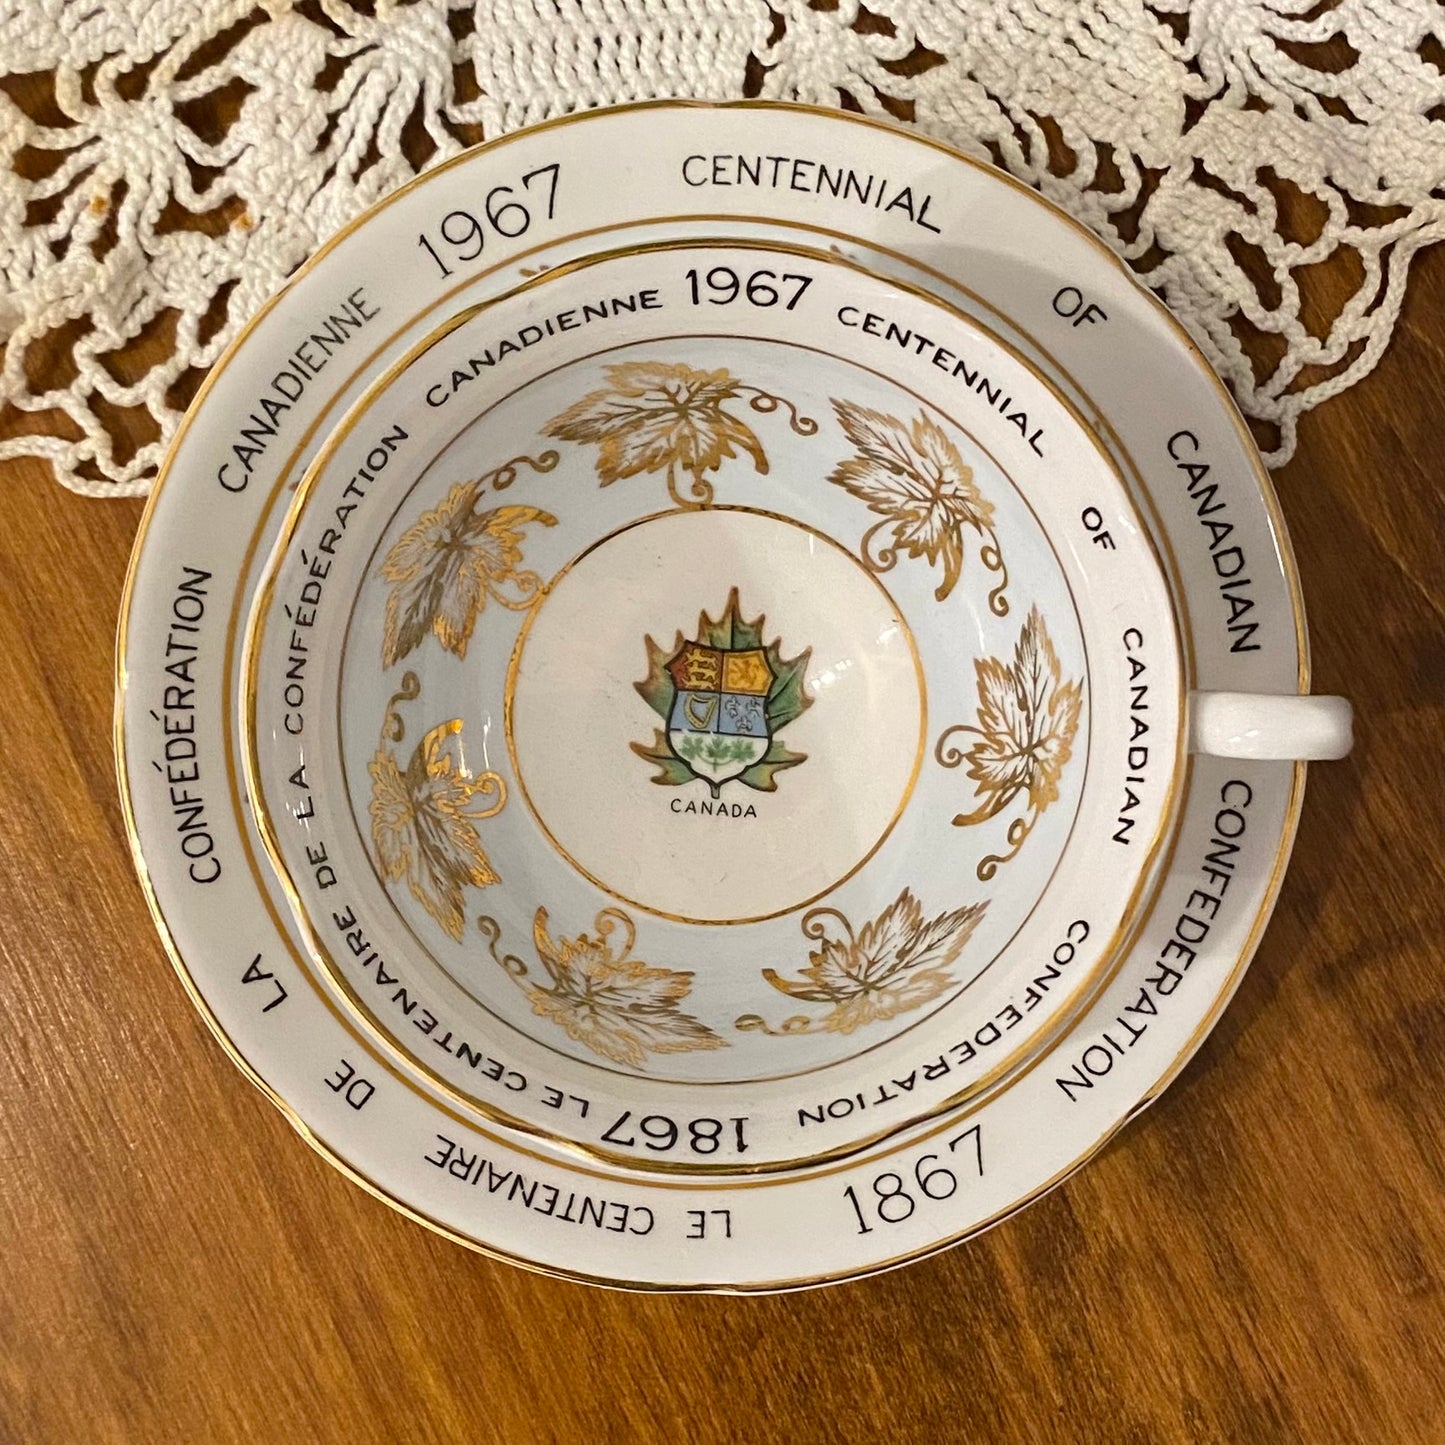 1967 CENTENNIAL OF CANADIAN CONFEDERATION
1867 LE CENTENAIRE DE LA CONFÉDÉRATION CANADIENNE
1967 CENTENNIAL OF CANADIAN CONFEDERATION
1867 LE CENTENAIRE DE LA CONFÉDÉRATION CANADIENNE
CANADA